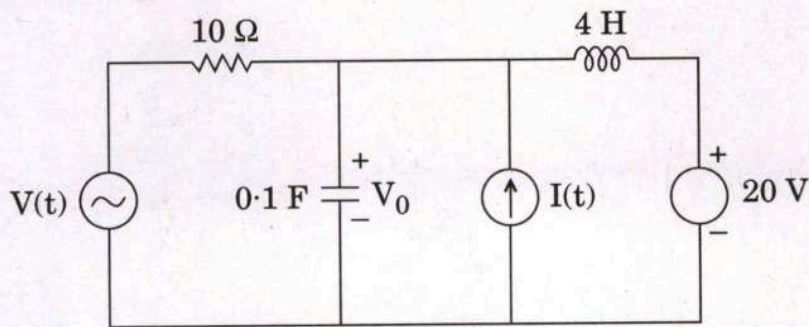 10 Ω
4 H
+
+
V(t)
0·1 F
V₀
I(t)
20 V
−
−